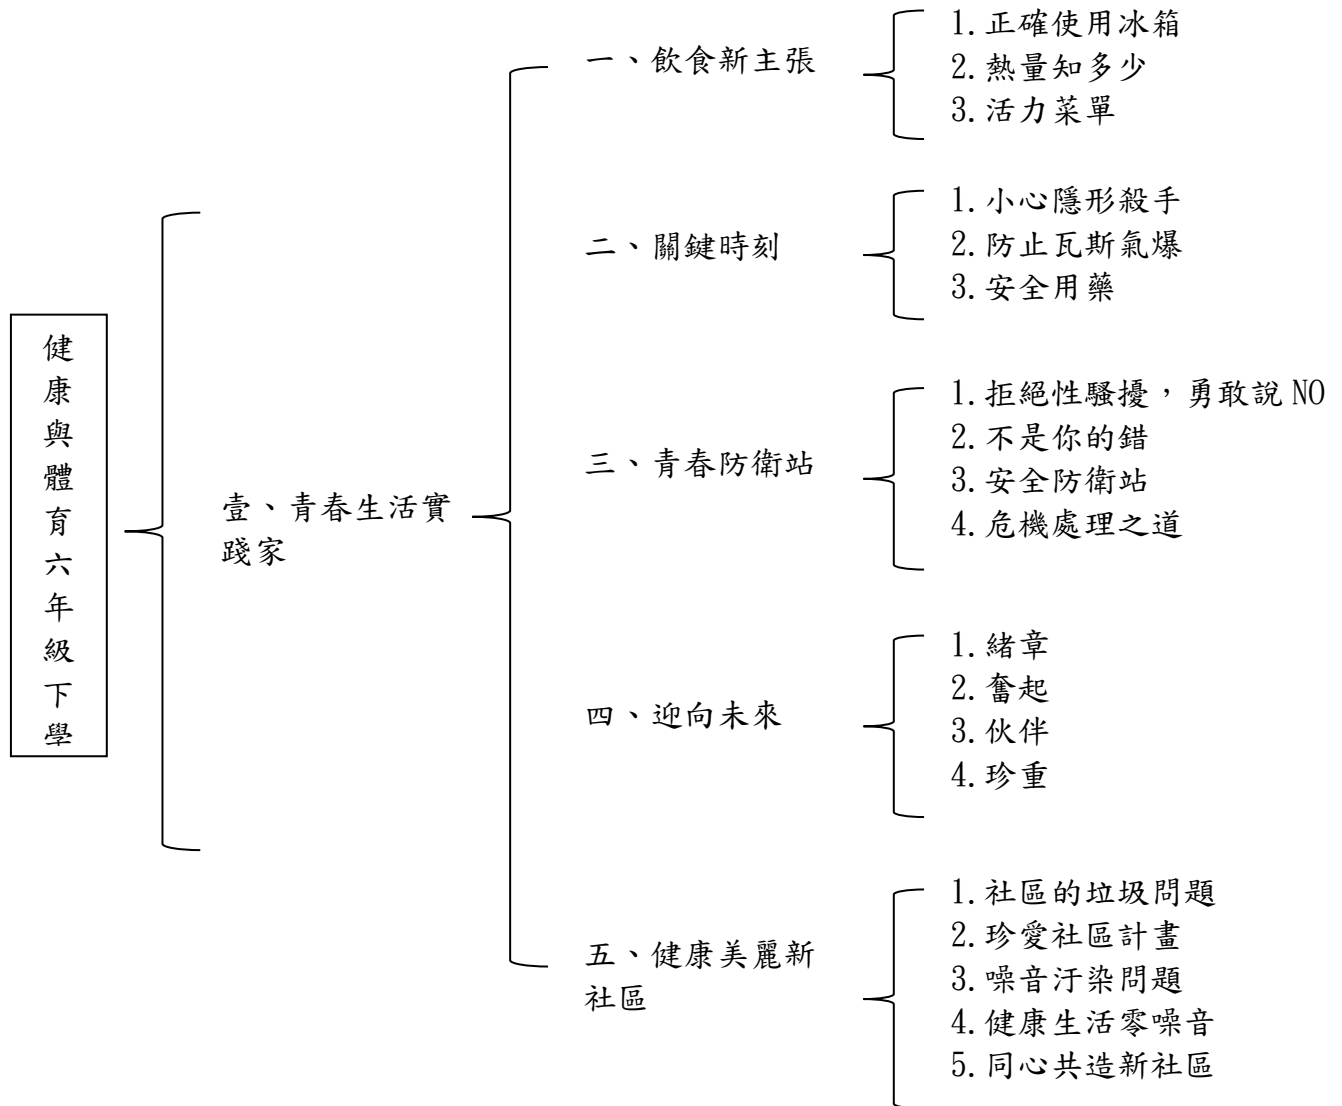 健康與體育六年級下學
壹、青春生活實
踐家
一、飲食新主張
1.正確使用冰箱
2.熱量知多少
3.活力菜單
二、關鍵時刻
1.小心隱形殺手
2.防止瓦斯氣爆
3.安全用藥
三、青春防衛站
1.拒絕性騷擾，勇敢說 NO
2.不是你的錯
3.安全防衛站
4.危機處理之道
四、迎向未來
1.緒章
2.奮起
3.伙伴
4.珍重
五、健康美麗新
社區
1.社區的垃圾問題
2.珍愛社區計畫
3.噪音汙染問題
4.健康生活零噪音
5.同心共造新社區